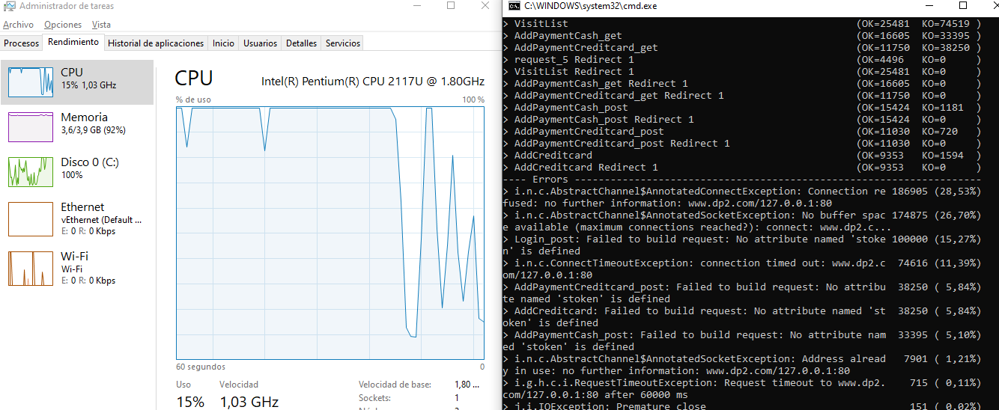 Administrador de tareas
Archivo Opciones Vista
Procesos Rendimiento Historial de aplicaciones Inicio Usuarios Detalles Servicios
CPU
15% 1,03 GHz
Memoria
3,6/3,9 GB (92%)
Disco 0 (C:)
100%
Ethernet
vEthernet (Default ...
E: 0 R: 0 Kbps
Wi-Fi
Wi-Fi
E: 0 R: 0 Kbps
CPU Intel(R) Pentium(R) CPU 2117U @ 1.80GHz
% de uso 100 %
60 segundos 0
Uso Velocidad
15% 1,03 GHz
Velocidad de base: 1,80 ...
Sockets: 1
C:\WINDOWS\system32\cmd.exe
> VisitList (OK=25481 KO=74519 )
> AddPaymentCash_get (OK=16605 KO=33395 )
> AddPaymentCreditcard_get (OK=11750 KO=38250 )
> request_5 Redirect 1 (OK=4496 KO=0 )
> VisitList Redirect 1 (OK=25481 KO=0 )
> AddPaymentCash_get Redirect 1 (OK=16605 KO=0 )
> AddPaymentCreditcard_get Redirect 1 (OK=11750 KO=0 )
> AddPaymentCash_post (OK=15424 KO=1181 )
> AddPaymentCash_post Redirect 1 (OK=15424 KO=0 )
> AddPaymentCreditcard_post (OK=11030 KO=720 )
> AddPaymentCreditcard_post Redirect 1 (OK=11030 KO=0 )
> AddCreditcard (OK=9353 KO=1594 )
> AddCreditcard Redirect 1 (OK=9353 KO=0 )
---- Errors --------------------------------------------------------------------
> i.n.c.AbstractChannel$AnnotatedConnectException: Connection re 186905 (28,53%)
fused: no further information: www.dp2.com/127.0.0.1:80
> i.n.c.AbstractChannel$AnnotatedSocketException: No buffer spac 174875 (26,70%)
e available (maximum connections reached?): connect: www.dp2.c...
> Login_post: Failed to build request: No attribute named 'stoke 100000 (15,27%)
n' is defined
> i.n.c.ConnectTimeoutException: connection timed out: www.dp2.c 74616 (11,39%)
om/127.0.0.1:80
> AddPaymentCreditcard_post: Failed to build request: No attribu 38250 ( 5,84%)
te named 'stoken' is defined
> AddCreditcard: Failed to build request: No attribute named 'st 38250 ( 5,84%)
oken' is defined
> AddPaymentCash_post: Failed to build request: No attribute nam 33395 ( 5,10%)
ed 'stoken' is defined
> i.n.c.AbstractChannel$AnnotatedSocketException: Address alread 7901 ( 1,21%)
y in use: no further information: www.dp2.com/127.0.0.1:80
> i.g.h.c.i.RequestTimeoutException: Request timeout to www.dp2. 715 ( 0,11%)
com/127.0.0.1:80 after 60000 ms
> j.i.IOException: Premature close 151 ( 0,02%)